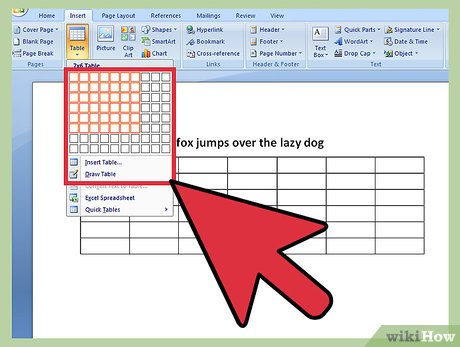 Home Insert Page Layout References Mailings Review View
Cover Page Blank Page Page Break
Table Picture Clip Art Shapes SmartArt Chart
Hyperlink Bookmark Cross-reference
Header Footer Page Number
Text Box Quick Parts WordArt Drop Cap
Signature Line Date & Time Object
Pages Links Header & Footer Text
7x6 Table
fox jumps over the lazy dog
Insert Table...
Draw Table
Convert Text to Table...
Excel Spreadsheet
Quick Tables
wikiHow